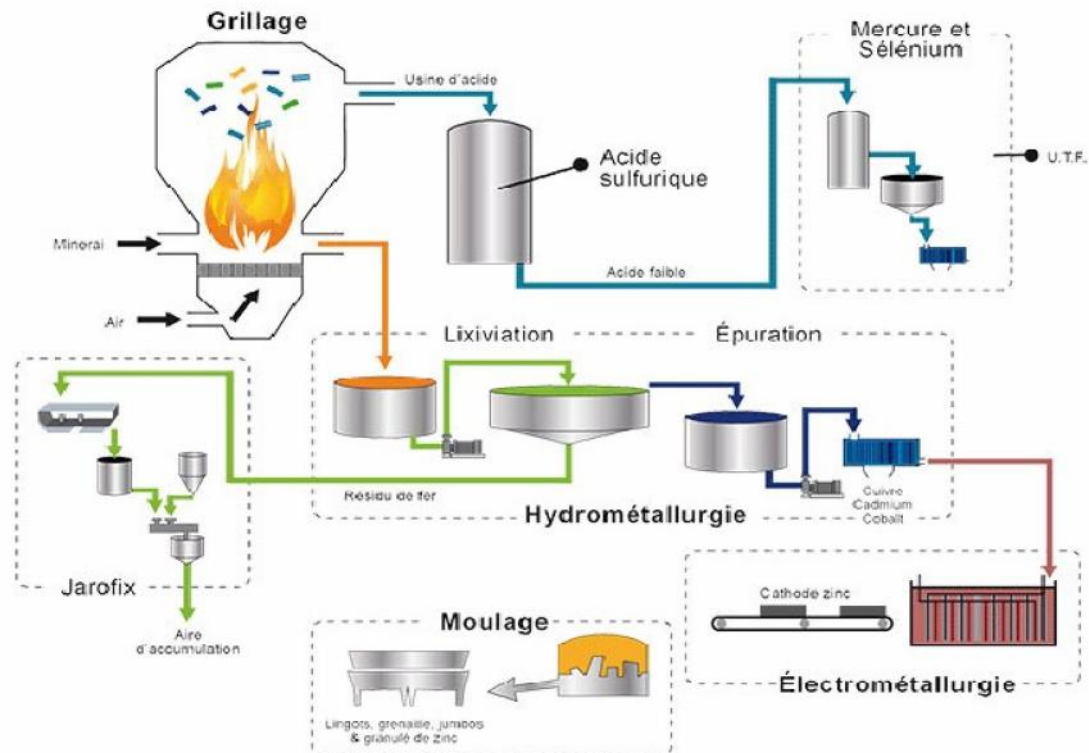 Grillage
Usine d'acide
Acide
sulfurique
Mercure et
Sélénium
U.T.F.
Minerai
Air
Acide faible
Lixiviation
Épuration
Résidu de fer
Hydrométallurgie
Cuivre
Cadmium
Cobalt
Jarofix
Aire
d'accumulation
Moulage
Lingots, grenaille, jumbos
& granulé de zinc
Cathode zinc
Électrométallurgie